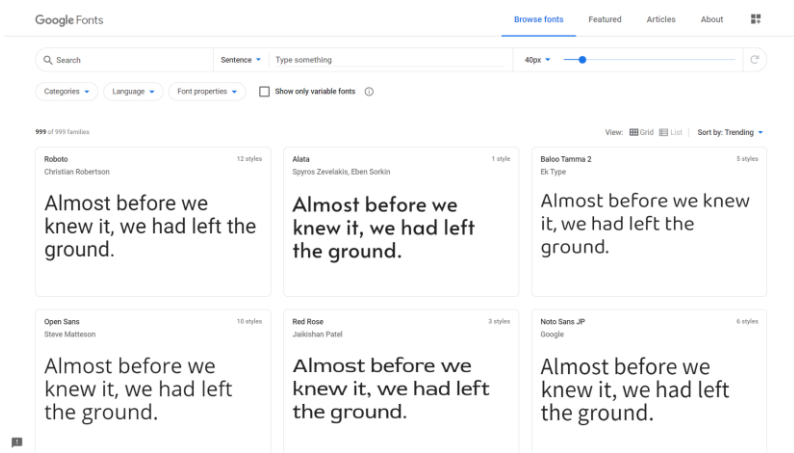 Google Fonts
Browse fonts Featured Articles About
Search Sentence Type something 40px
Categories Language Font properties Show only variable fonts
999 of 999 families View: Grid List Sort by: Trending
Roboto 12 styles
Christian Robertson
Almost before we
knew it, we had left the
ground.
Alata 1 style
Spyros Zevelakis, Eben Sorkin
Almost before we
knew it, we had left
the ground.
Baloo Tamma 2 5 styles
Ek Type
Almost before we knew
it, we had left the
ground.
Open Sans 10 styles
Steve Matteson
Almost before we
knew it, we had left
the ground.
Red Rose 3 styles
Jaikishan Patel
Almost before we
knew it, we had left the
ground.
Noto Sans JP 6 styles
Google
Almost before we
knew it, we had left
the ground.